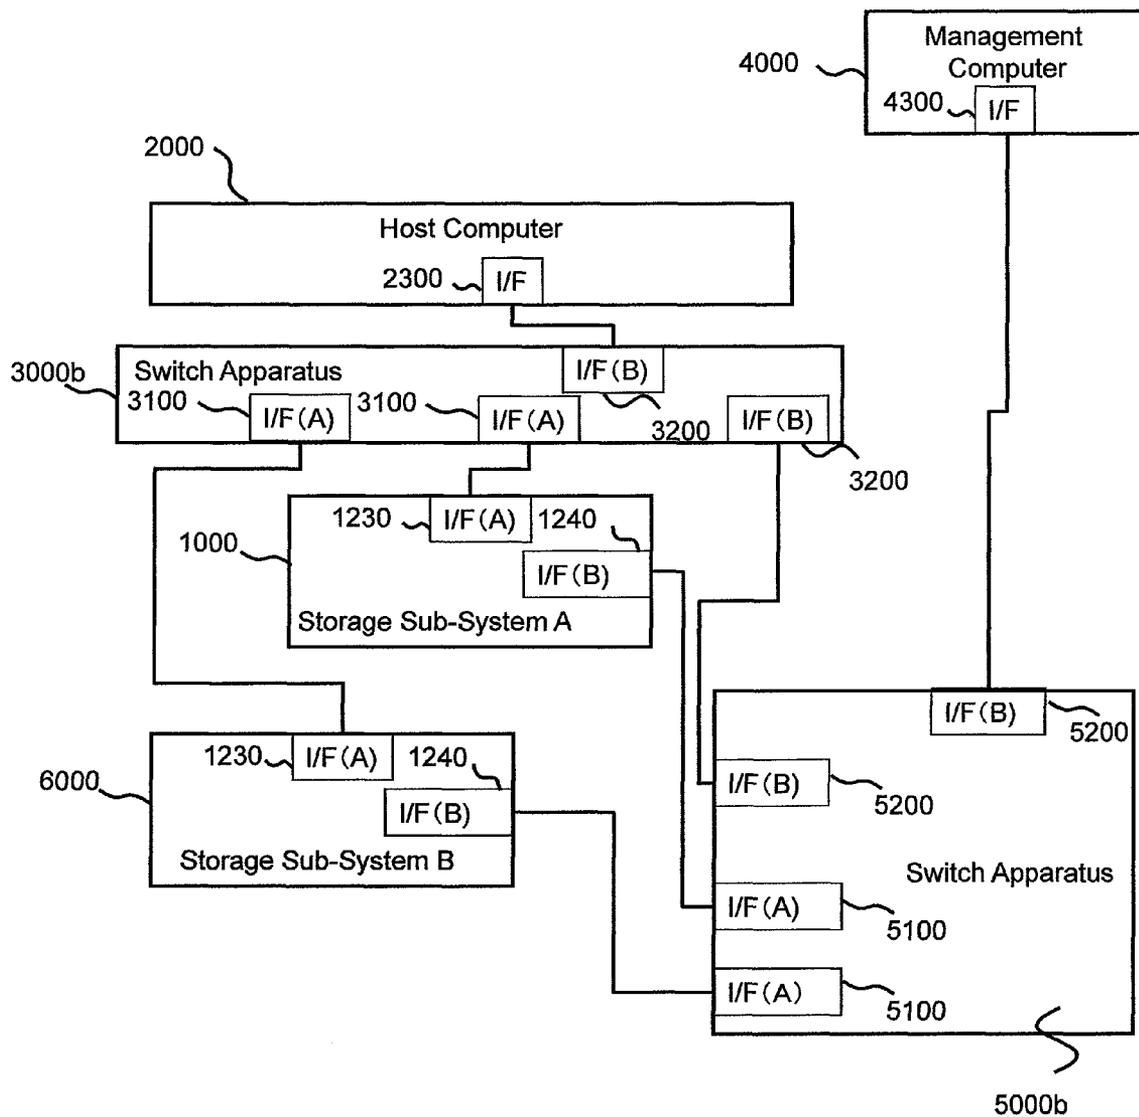 Management
Computer
4000
4300
I/F
2000
Host Computer
2300
I/F
3000b
Switch Apparatus
I/F(B)
3100
I/F(A)
3100
I/F(A)
3200
I/F(B)
3200
1230
I/F(A)
1240
1000
I/F(B)
Storage Sub-System A
I/F(B)
5200
1230
I/F(A)
1240
6000
I/F(B)
I/F(B)
5200
Storage Sub-System B
Switch Apparatus
I/F(A)
5100
I/F(A)
5100
5000b